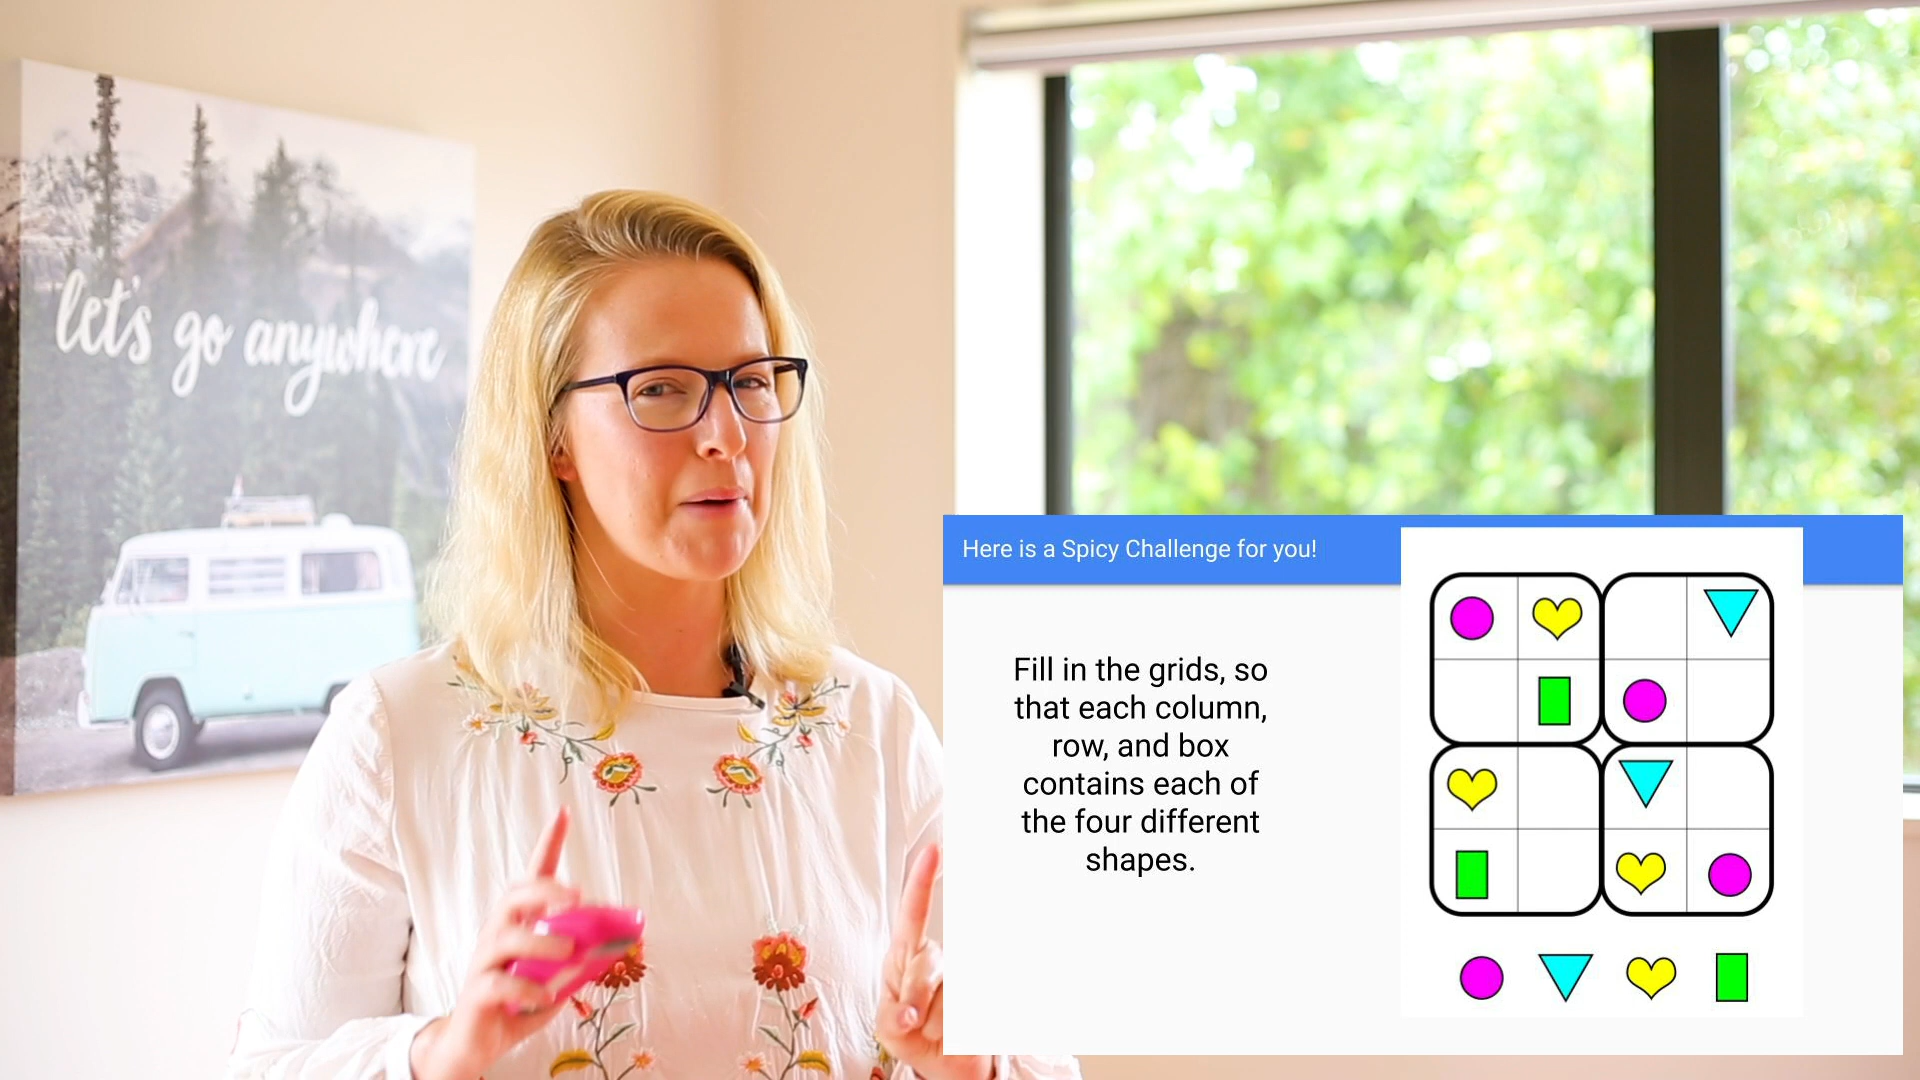 let's go anywhere
Here is a Spicy Challenge for you!
Fill in the grids, so
that each column,
row, and box
contains each of
the four different
shapes.